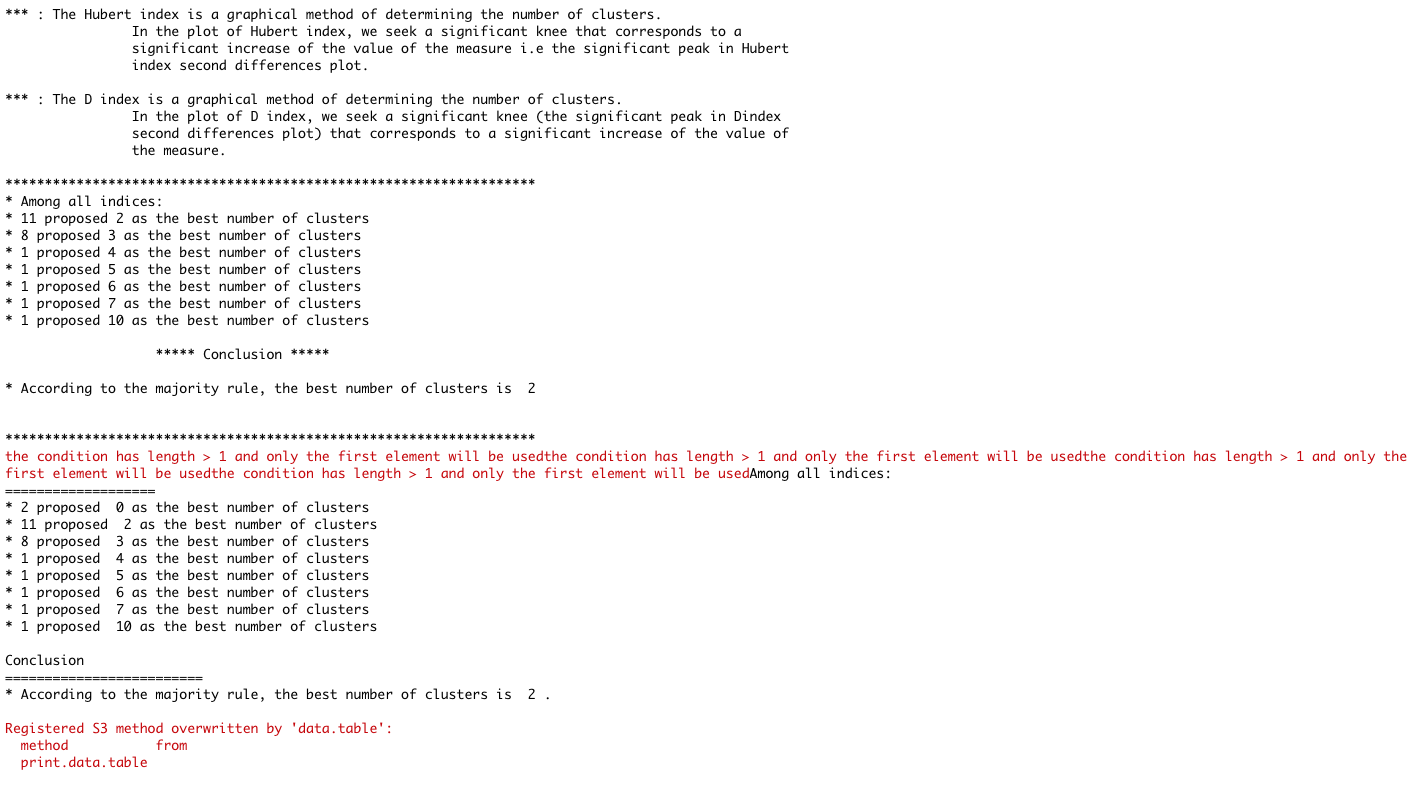 *** : The Hubert index is a graphical method of determining the number of clusters.
In the plot of Hubert index, we seek a significant knee that corresponds to a
significant increase of the value of the measure i.e the significant peak in Hubert
index second differences plot.
*** : The D index is a graphical method of determining the number of clusters.
In the plot of D index, we seek a significant knee (the significant peak in Dindex
second differences plot) that corresponds to a significant increase of the value of
the measure.
*******************************************************************
* Among all indices:
* 11 proposed 2 as the best number of clusters
* 8 proposed 3 as the best number of clusters
* 1 proposed 4 as the best number of clusters
* 1 proposed 5 as the best number of clusters
* 1 proposed 6 as the best number of clusters
* 1 proposed 7 as the best number of clusters
* 1 proposed 10 as the best number of clusters
***** Conclusion *****
* According to the majority rule, the best number of clusters is  2
*******************************************************************
the condition has length > 1 and only the first element will be usedthe condition has length > 1 and only the first element will be usedthe condition has length > 1 and only the
first element will be usedthe condition has length > 1 and only the first element will be usedAmong all indices:
===================
* 2 proposed  0 as the best number of clusters
* 11 proposed  2 as the best number of clusters
* 8 proposed  3 as the best number of clusters
* 1 proposed  4 as the best number of clusters
* 1 proposed  5 as the best number of clusters
* 1 proposed  6 as the best number of clusters
* 1 proposed  7 as the best number of clusters
* 1 proposed  10 as the best number of clusters
Conclusion
=========================
* According to the majority rule, the best number of clusters is  2 .
Registered S3 method overwritten by 'data.table':
method           from
print.data.table